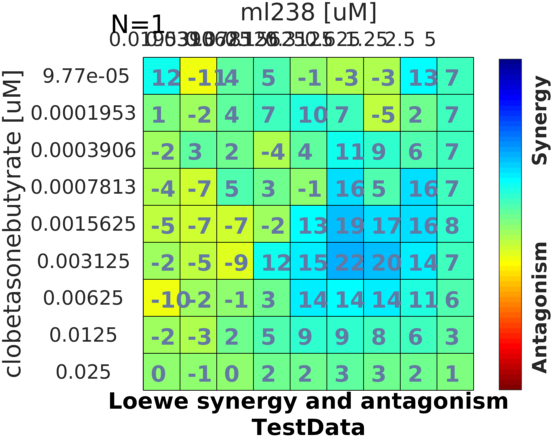 ml238 [uM]
N=1
2.5 5
9.77e-05 12 -11 4 5 -1 -3 -3 13 7
0.0001953 1 -2 4 7 10 7 -5 2 7
0.0003906 -2 3 2 -4 4 11 9 6 7
0.0007813 -4 -7 5 3 -1 16 5 16 7
0.0015625 -5 -7 -7 -2 13 19 17 16 8
0.003125 -2 -5 -9 12 15 22 20 14 7
0.00625 -10 -2 -1 3 14 14 14 11 6
0.0125 -2 -3 2 5 9 9 8 6 3
0.025 0 -1 0 2 2 3 3 2 1
clobetasonebutyrate [uM]
Synergy
Antagonism
Loewe synergy and antagonism
TestData